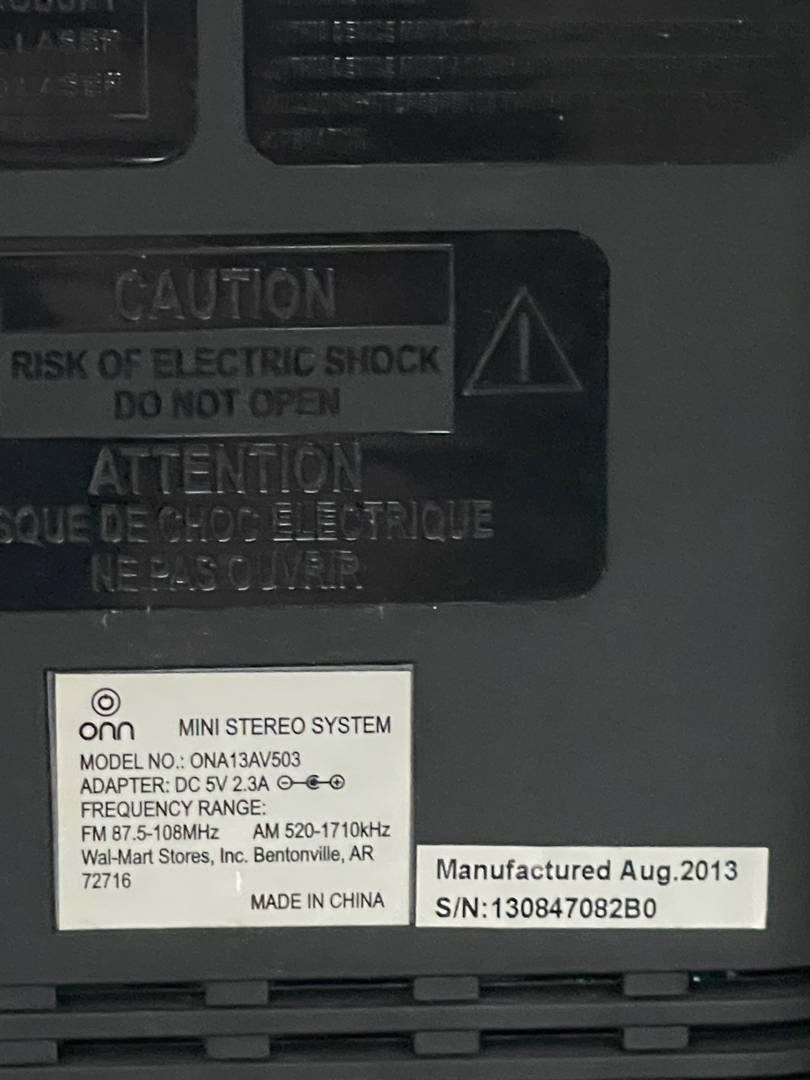 LASER
LASER
CAUTION
RISK OF ELECTRIC SHOCK
DO NOT OPEN
ATTENTION
SQUE DE CHOC ELECTRIQUE
NE PAS OUVRIR
onn MINI STEREO SYSTEM
MODEL NO.: ONA13AV503
ADAPTER: DC 5V 2.3A
FREQUENCY RANGE:
FM 87.5-108MHz AM 520-1710kHz
Wal-Mart Stores, Inc. Bentonville, AR
72716
MADE IN CHINA
Manufactured Aug.2013
S/N:130847082B0